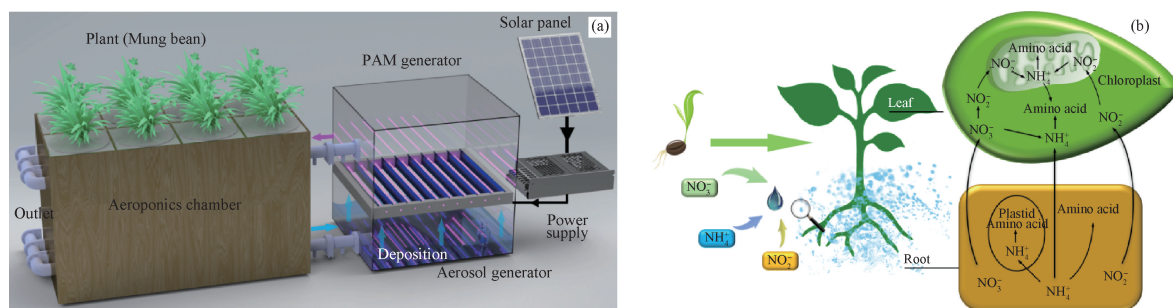 (a)
Solar panel
Plant (Mung bean)
PAM generator
Outlet
Aeroponics chamber
Power
supply
Deposition
Aerosol generator
(b)
Amino acid
NO₂⁻
NH₄⁺
NO₂⁻
Chloroplast
NO₂⁻
Amino acid
NO₂⁻
NO₃⁻
NH₄⁺
Leaf
NO₃⁻
NH₄⁺
NO₂⁻
Root
Plastid
Amino acid
Amino acid
NH₄⁺
NO₃⁻
NH₄⁺
NO₂⁻